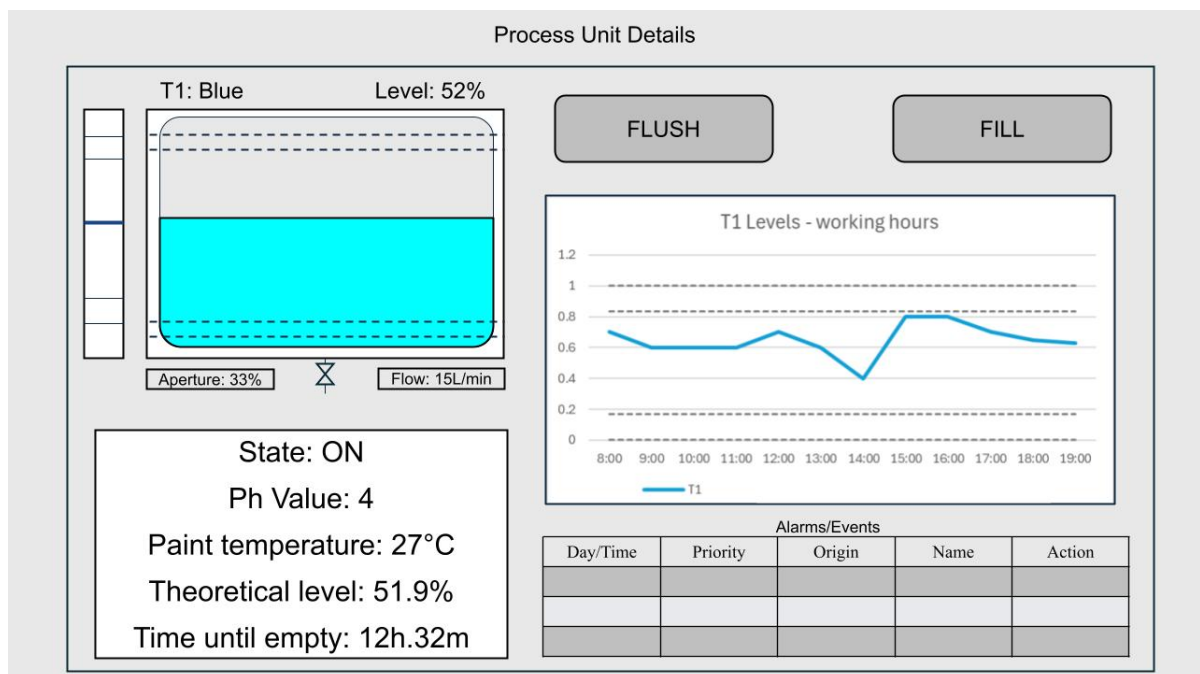 Process Unit Details
T1: Blue
Level: 52%
Aperture: 33%
Flow: 15L/min
State: ON
Ph Value: 4
Paint temperature: 27°C
Theoretical level: 51.9%
Time until empty: 12h.32m
FLUSH
FILL
T1 Levels - working hours
1.2
1
0.8
0.6
0.4
0.2
0
8:00 9:00 10:00 11:00 12:00 13:00 14:00 15:00 16:00 17:00 18:00 19:00
T1
Alarms/Events
Day/Time Priority Origin Name Action